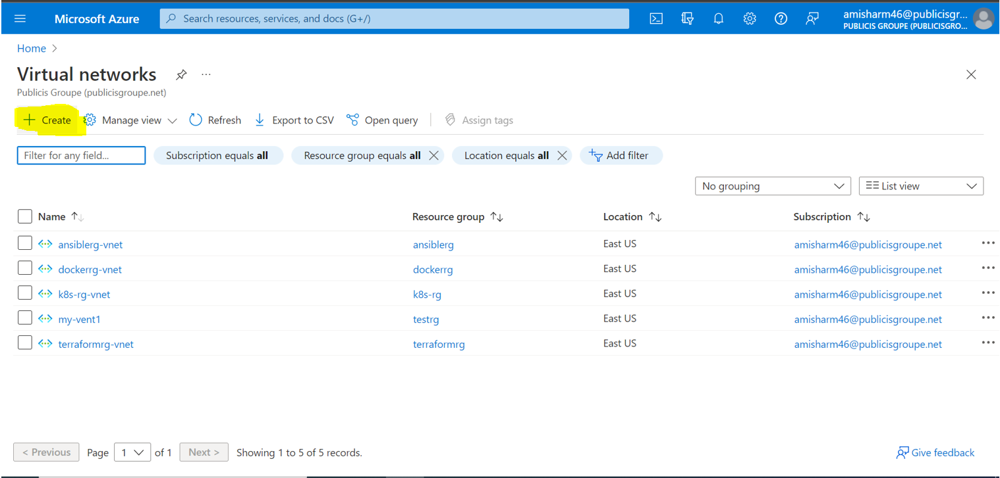 Microsoft Azure
Search resources, services, and docs (G+/)
amisharm46@publicisgr...
PUBLICIS GROUPE (PUBLICISGRO...
Home
Virtual networks
Publicis Groupe (publicisgroupe.net)
Create Manage view Refresh Export to CSV Open query Assign tags
Filter for any field... Subscription equals all Resource group equals all Location equals all Add filter
No grouping List view
Name Resource group Location Subscription
ansiblerg-vnet ansiblerg East US amisharm46@publicisgroupe.net
dockerrg-vnet dockerrg East US amisharm46@publicisgroupe.net
k8s-rg-vnet k8s-rg East US amisharm46@publicisgroupe.net
my-vent1 testrg East US amisharm46@publicisgroupe.net
terraformrg-vnet terraformrg East US amisharm46@publicisgroupe.net
< Previous Page 1 of 1 Next > Showing 1 to 5 of 5 records. Give feedback